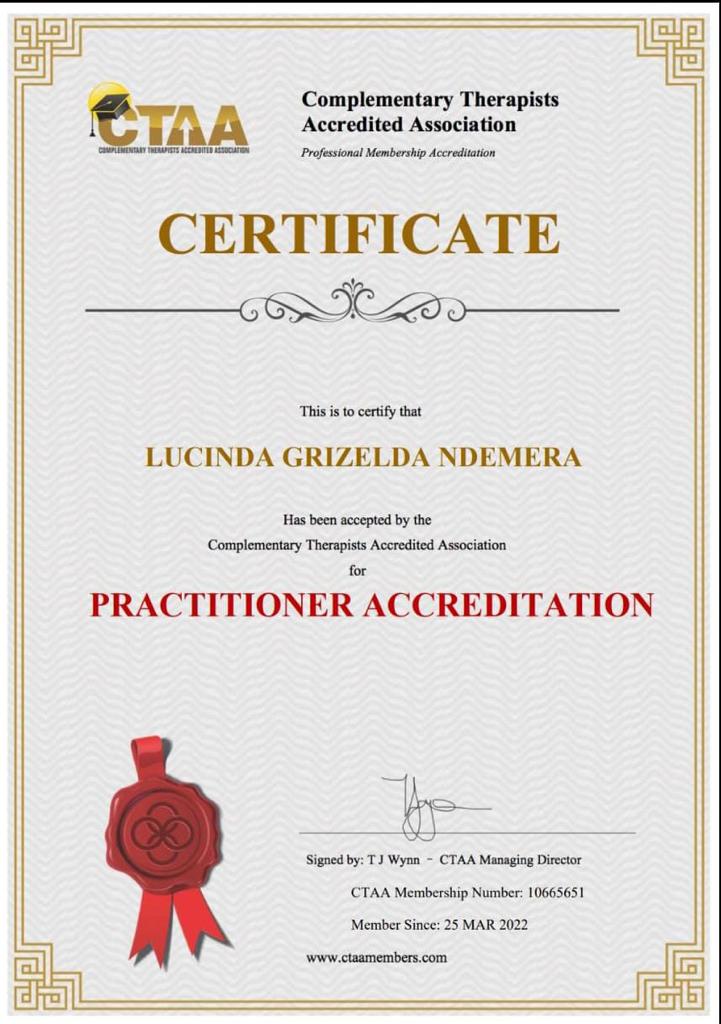 CTAA
COMPLEMENTARY THERAPISTS ACCREDITED ASSOCIATION
Complementary Therapists
Accredited Association
Professional Membership Accreditation
CERTIFICATE
This is to certify that
LUCINDA GRIZELDA NDEMERA
Has been accepted by the
Complementary Therapists Accredited Association
for
PRACTITIONER ACCREDITATION
Signed by: T J Wynn – CTAA Managing Director
CTAA Membership Number: 10665651
Member Since: 25 MAR 2022
www.ctaamembers.com